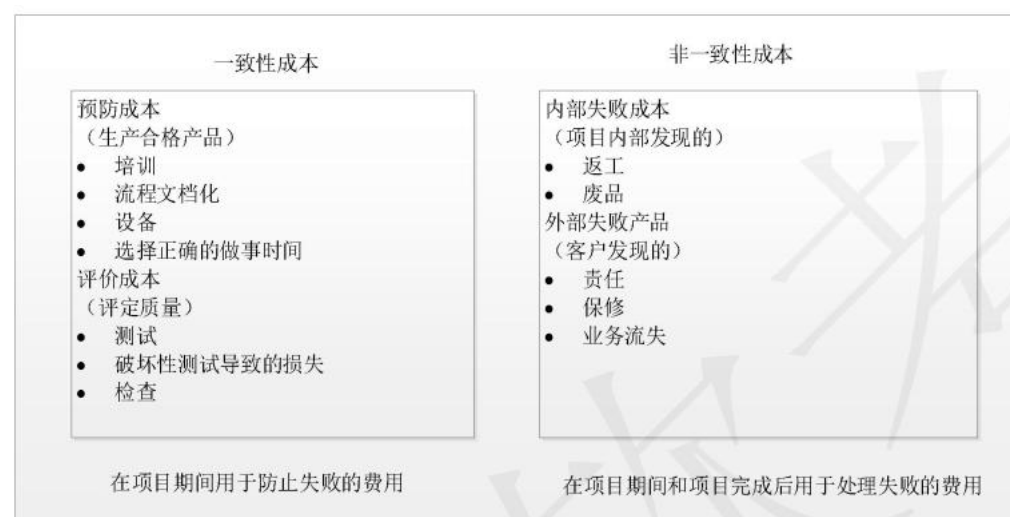 一致性成本
预防成本
（生产合格产品）
• 培训
• 流程文档化
• 设备
• 选择正确的做事时间
评价成本
（评定质量）
• 测试
• 破坏性测试导致的损失
• 检查
在项目期间用于防止失败的费用
非一致性成本
内部失败成本
（项目内部发现的）
• 返工
• 废品
外部失败产品
（客户发现的）
• 责任
• 保修
• 业务流失
在项目期间和项目完成后用于处理失败的费用